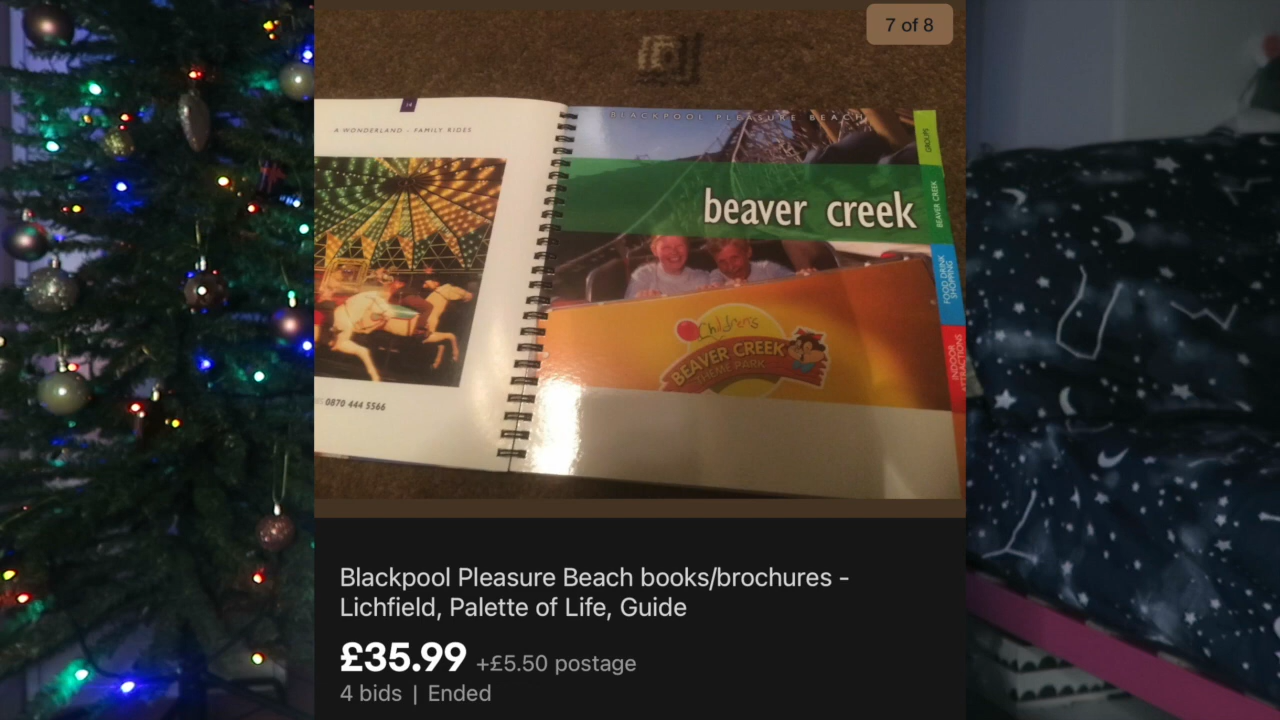 7 of 8
14
A WONDERLAND - FAMILY RIDES
0870 444 5566
BLACKPOOL PLEASURE BEACH
beaver creek
Children's
BEAVER CREEK
THEME PARK
GROUPS
BEAVER CREEK
FOOD DRINK
SHOPPING
INDOOR
ATTRACTIONS
Blackpool Pleasure Beach books/brochures -
Lichfield, Palette of Life, Guide
£35.99 +£5.50 postage
4 bids | Ended